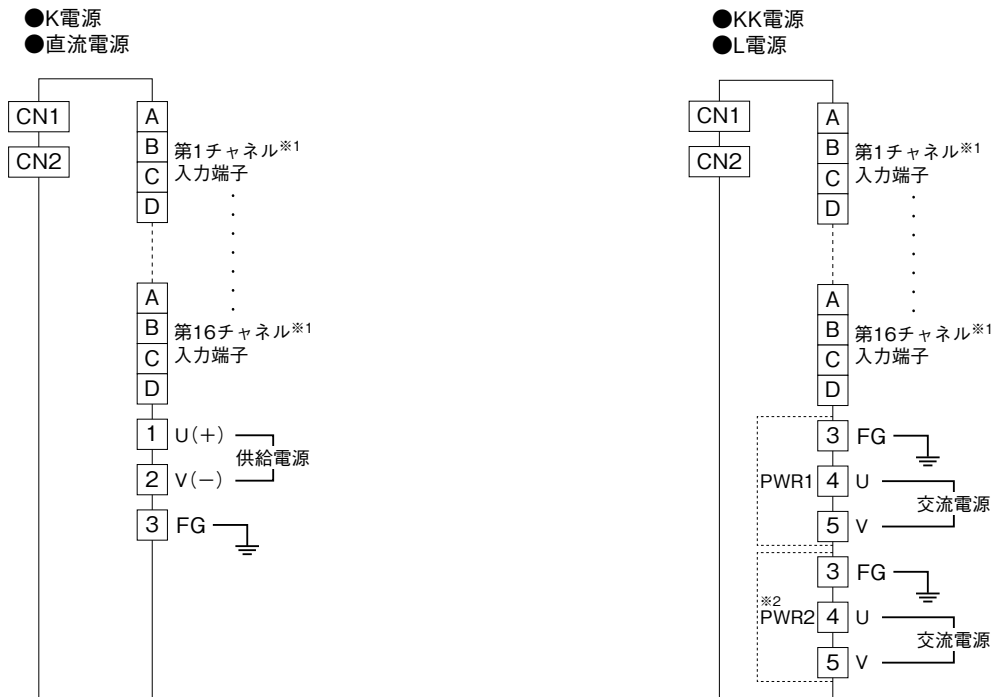 ●K電源
●直流電源
CN1
CN2
A
B
C
D
第1チャネル※1
入力端子
A
B
C
D
第16チャネル※1
入力端子
1 U(+)
供給電源
2 V(−)
3 FG
●KK電源
●L電源
CN1
CN2
A
B
C
D
第1チャネル※1
入力端子
A
B
C
D
第16チャネル※1
入力端子
3 FG
PWR1 4 U
交流電源
5 V
3 FG
※2
PWR2 4 U
交流電源
5 V